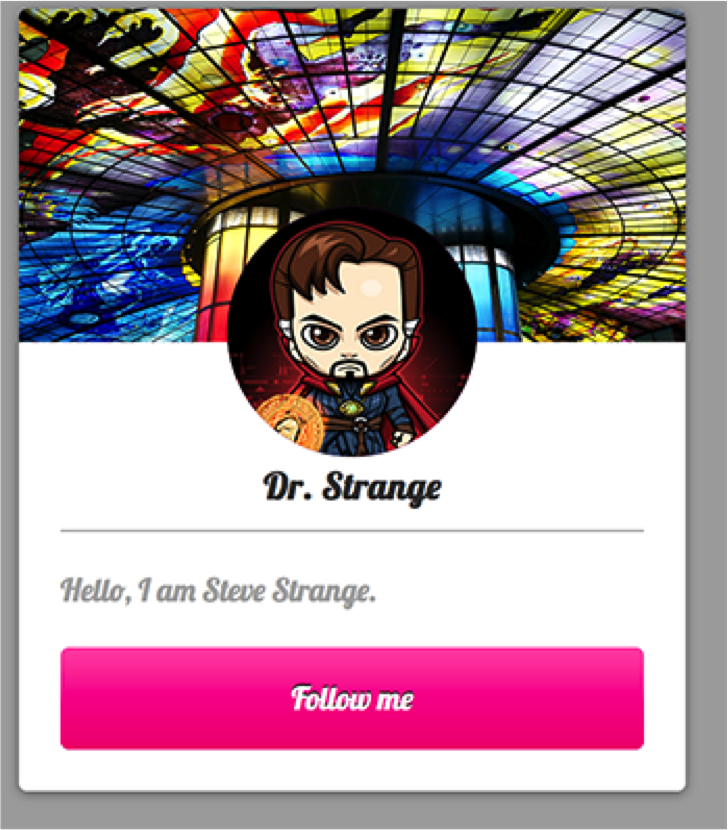 Dr. Strange
Hello, I am Steve Strange.
Follow me